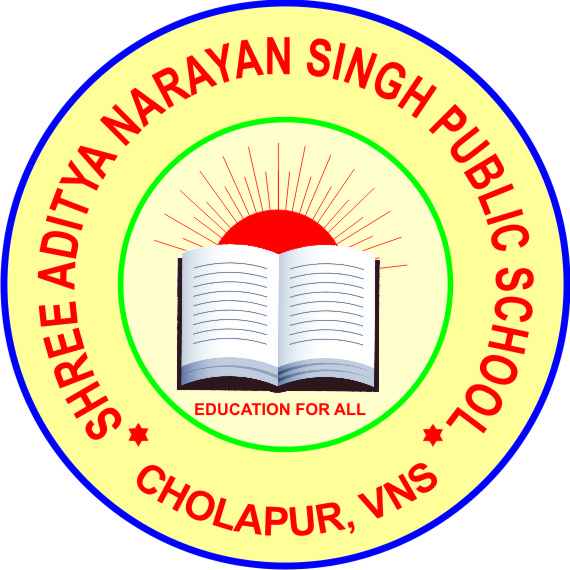 SHREE ADITYA NARAYAN SINGH PUBLIC SCHOOL
EDUCATION FOR ALL
CHOLAPUR, VNS